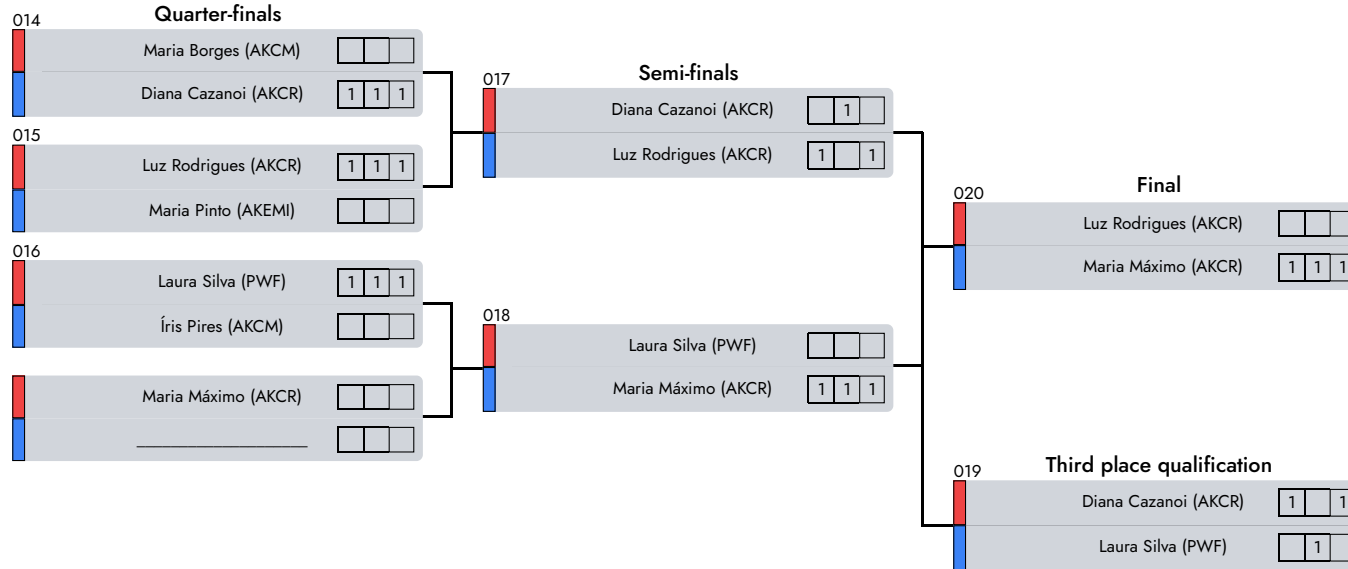 Quarter-finals
014
Maria Borges (AKCM)
Diana Cazanoi (AKCR) 1 1 1
015
Luz Rodrigues (AKCR) 1 1 1
Maria Pinto (AKEMI)
016
Laura Silva (PWF) 1 1 1
Íris Pires (AKCM)
Maria Máximo (AKCR)
____________________
Semi-finals
017
Diana Cazanoi (AKCR) 1
Luz Rodrigues (AKCR) 1 1
018
Laura Silva (PWF)
Maria Máximo (AKCR) 1 1 1
Final
020
Luz Rodrigues (AKCR)
Maria Máximo (AKCR) 1 1 1
Third place qualification
019
Diana Cazanoi (AKCR) 1 1
Laura Silva (PWF) 1